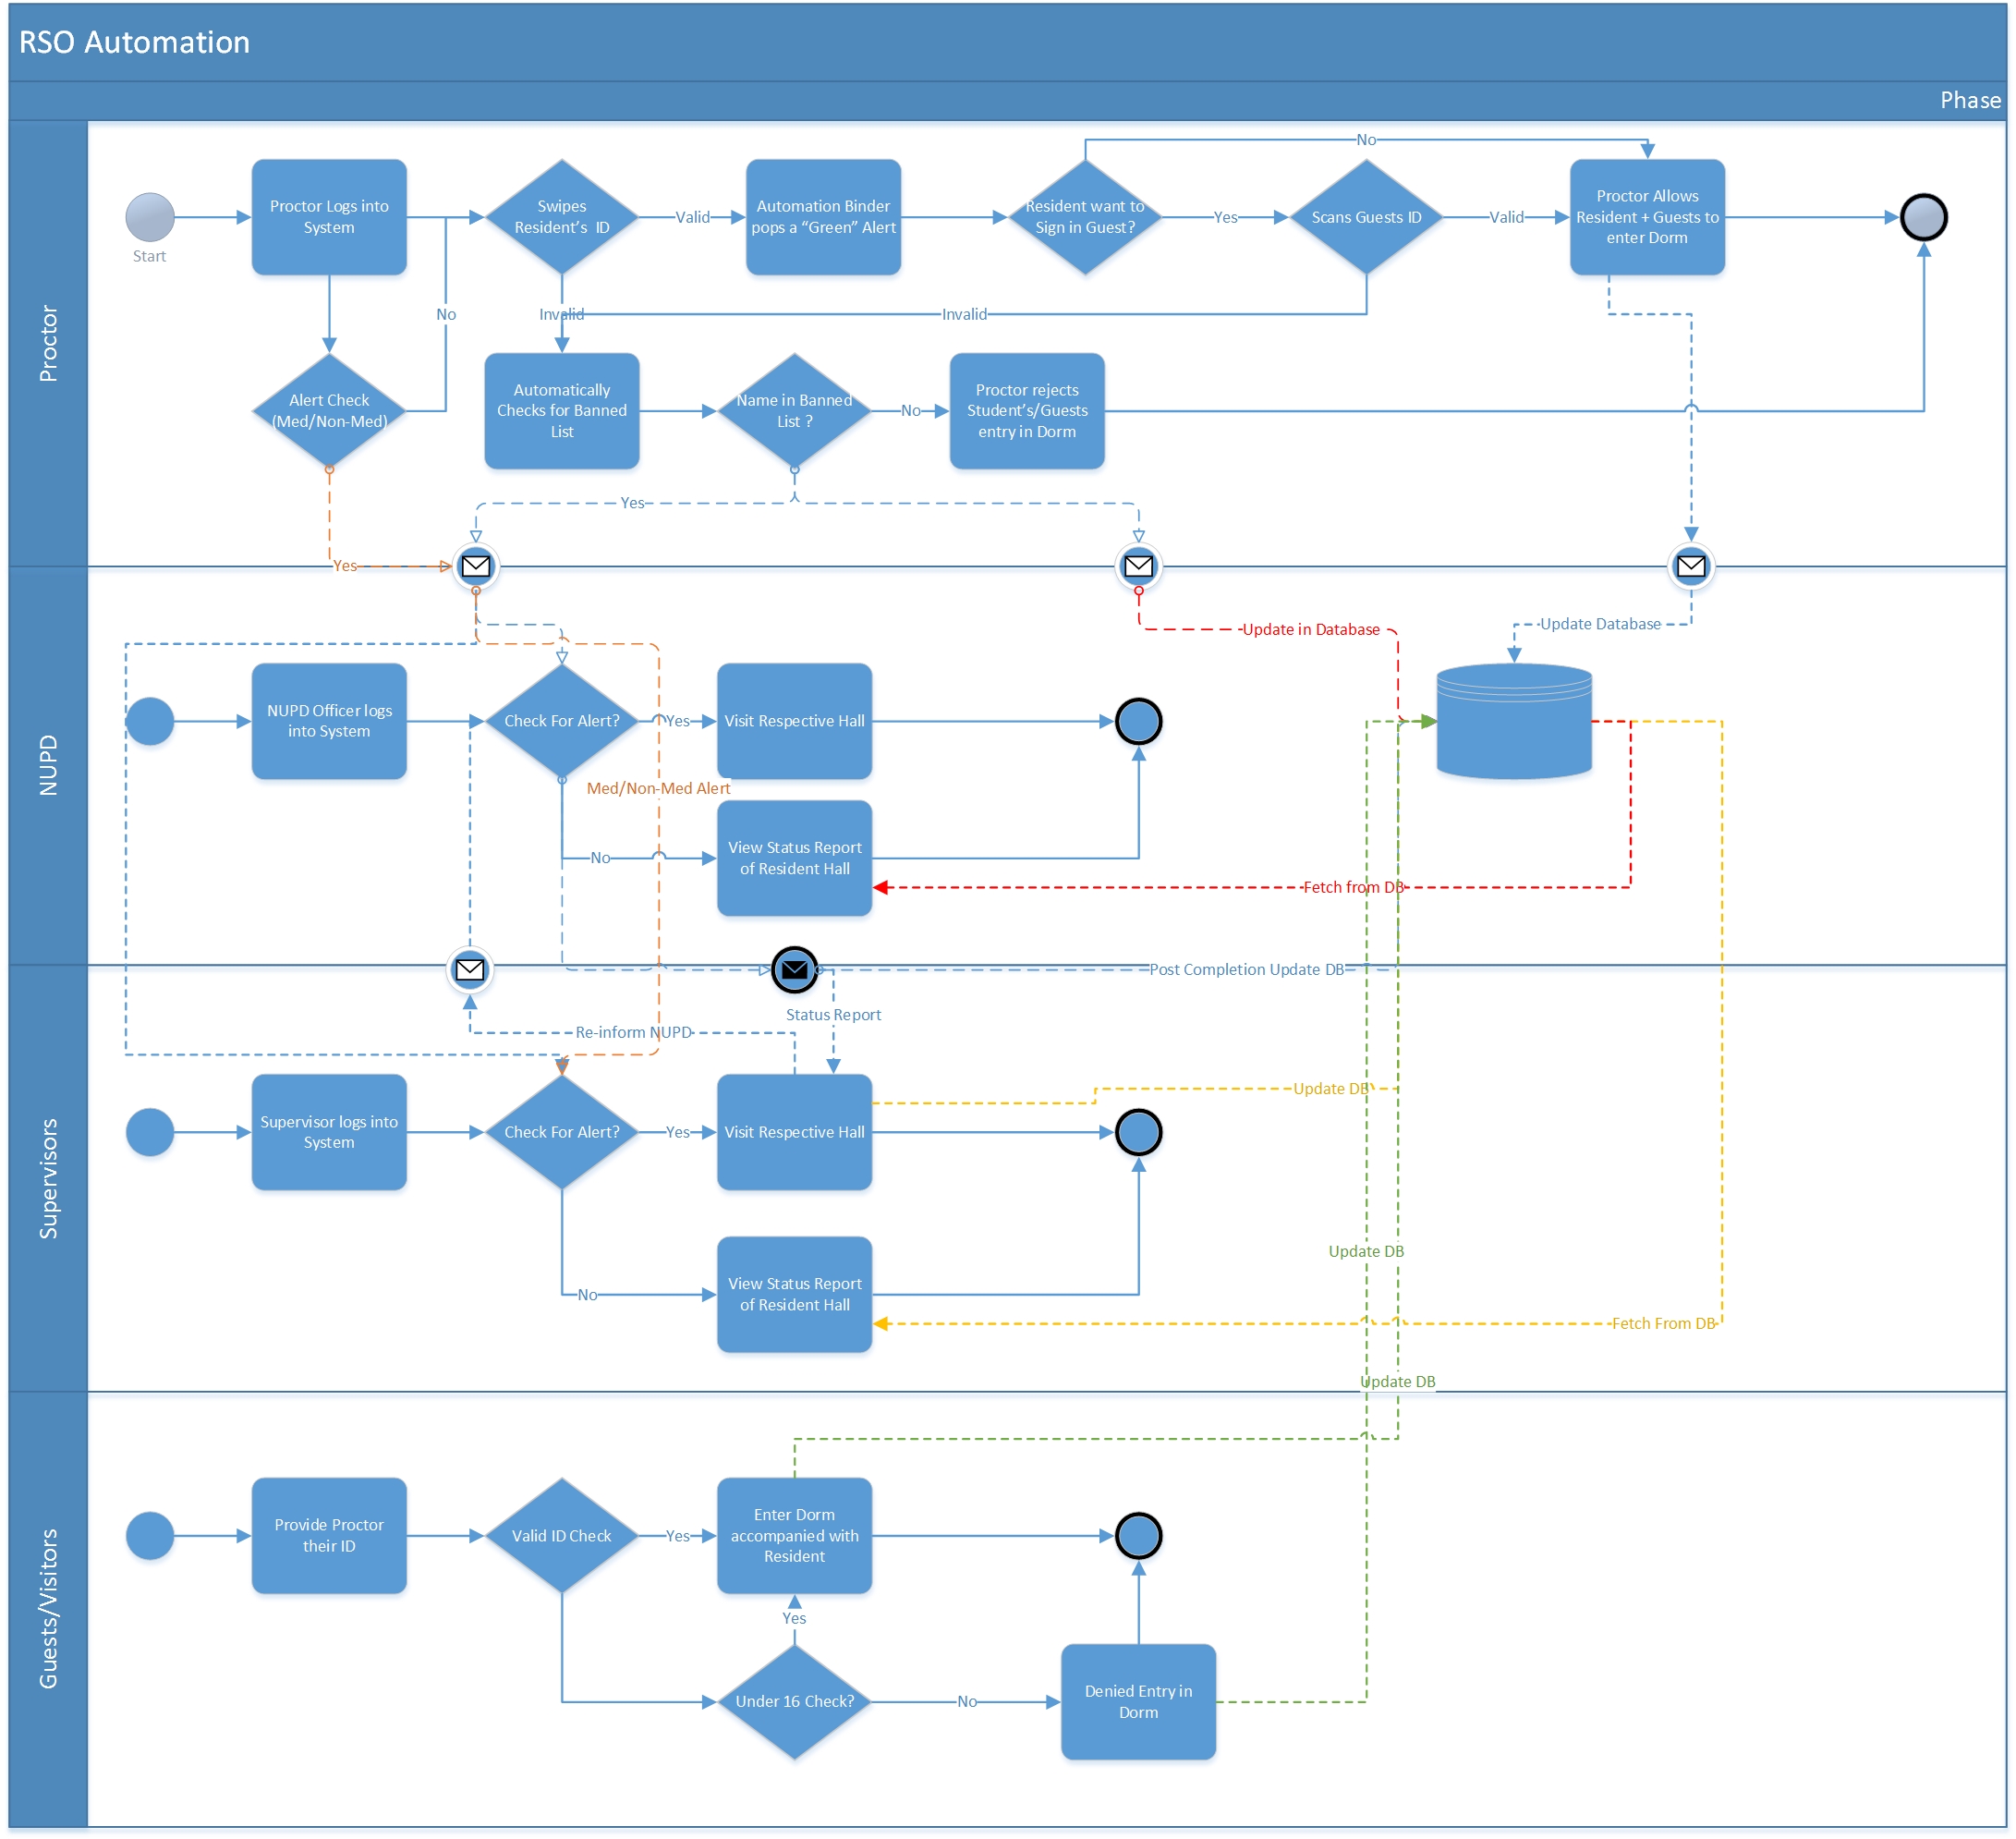 RSO Automation
Phase
Proctor
No
Start
Proctor Logs into
System
Swipes
Resident's ID
Valid
Automation Binder
pops a “Green” Alert
Resident want to
Sign in Guest?
Yes
Scans Guests ID
Valid
Proctor Allows
Resident + Guests to
enter Dorm
No
Invalid
Invalid
Alert Check
(Med/Non-Med)
Automatically
Checks for Banned
List
Name in Banned
List ?
No
Proctor rejects
Student's/Guests
entry in Dorm
Yes
Yes
NUPD
Update in Database
Update Database
NUPD Officer logs
into System
Check For Alert?
Yes
Visit Respective Hall
Med/Non-Med Alert
No
View Status Report
of Resident Hall
Fetch from DB
Post Completion Update DB
Status Report
Re-inform NUPD
Supervisors
Update DB
Supervisor logs into
System
Check For Alert?
Yes
Visit Respective Hall
Update DB
No
View Status Report
of Resident Hall
Fetch From DB
Update DB
Guests/Visitors
Provide Proctor
their ID
Valid ID Check
Yes
Enter Dorm
accompanied with
Resident
Yes
Under 16 Check?
No
Denied Entry in
Dorm